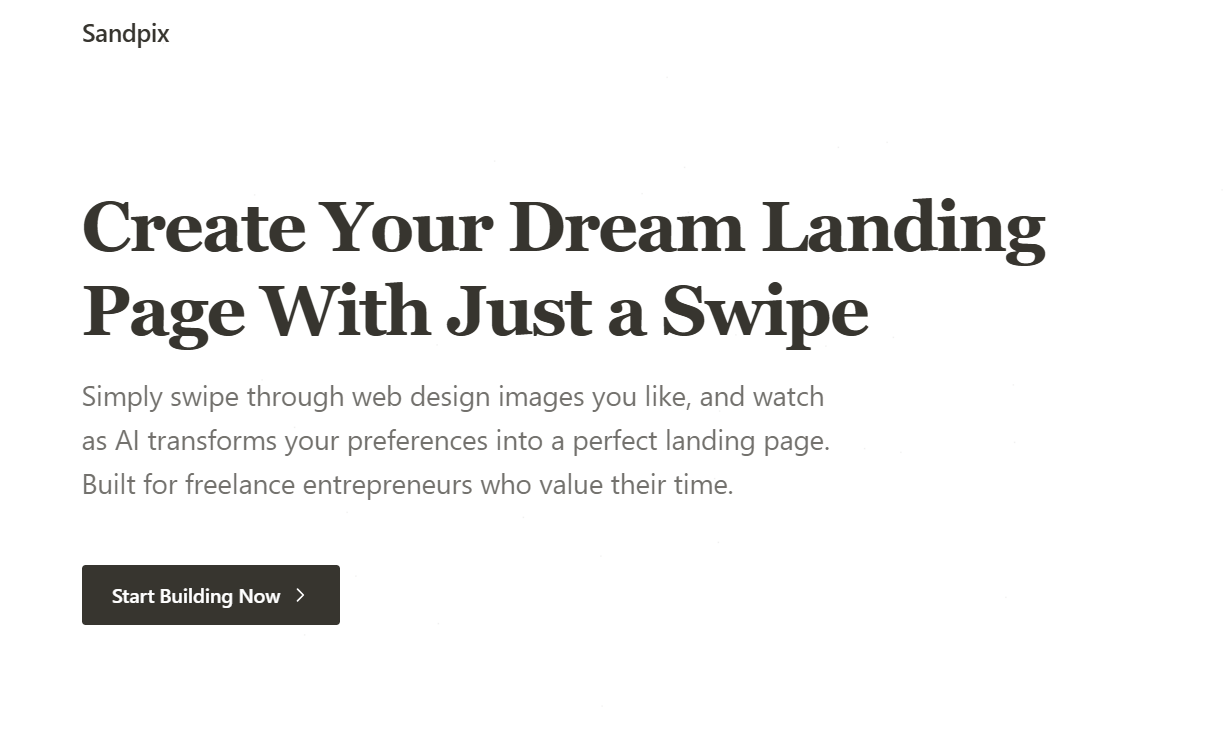 Sandpix
Create Your Dream Landing
Page With Just a Swipe
Simply swipe through web design images you like, and watch
as AI transforms your preferences into a perfect landing page.
Built for freelance entrepreneurs who value their time.
Start Building Now